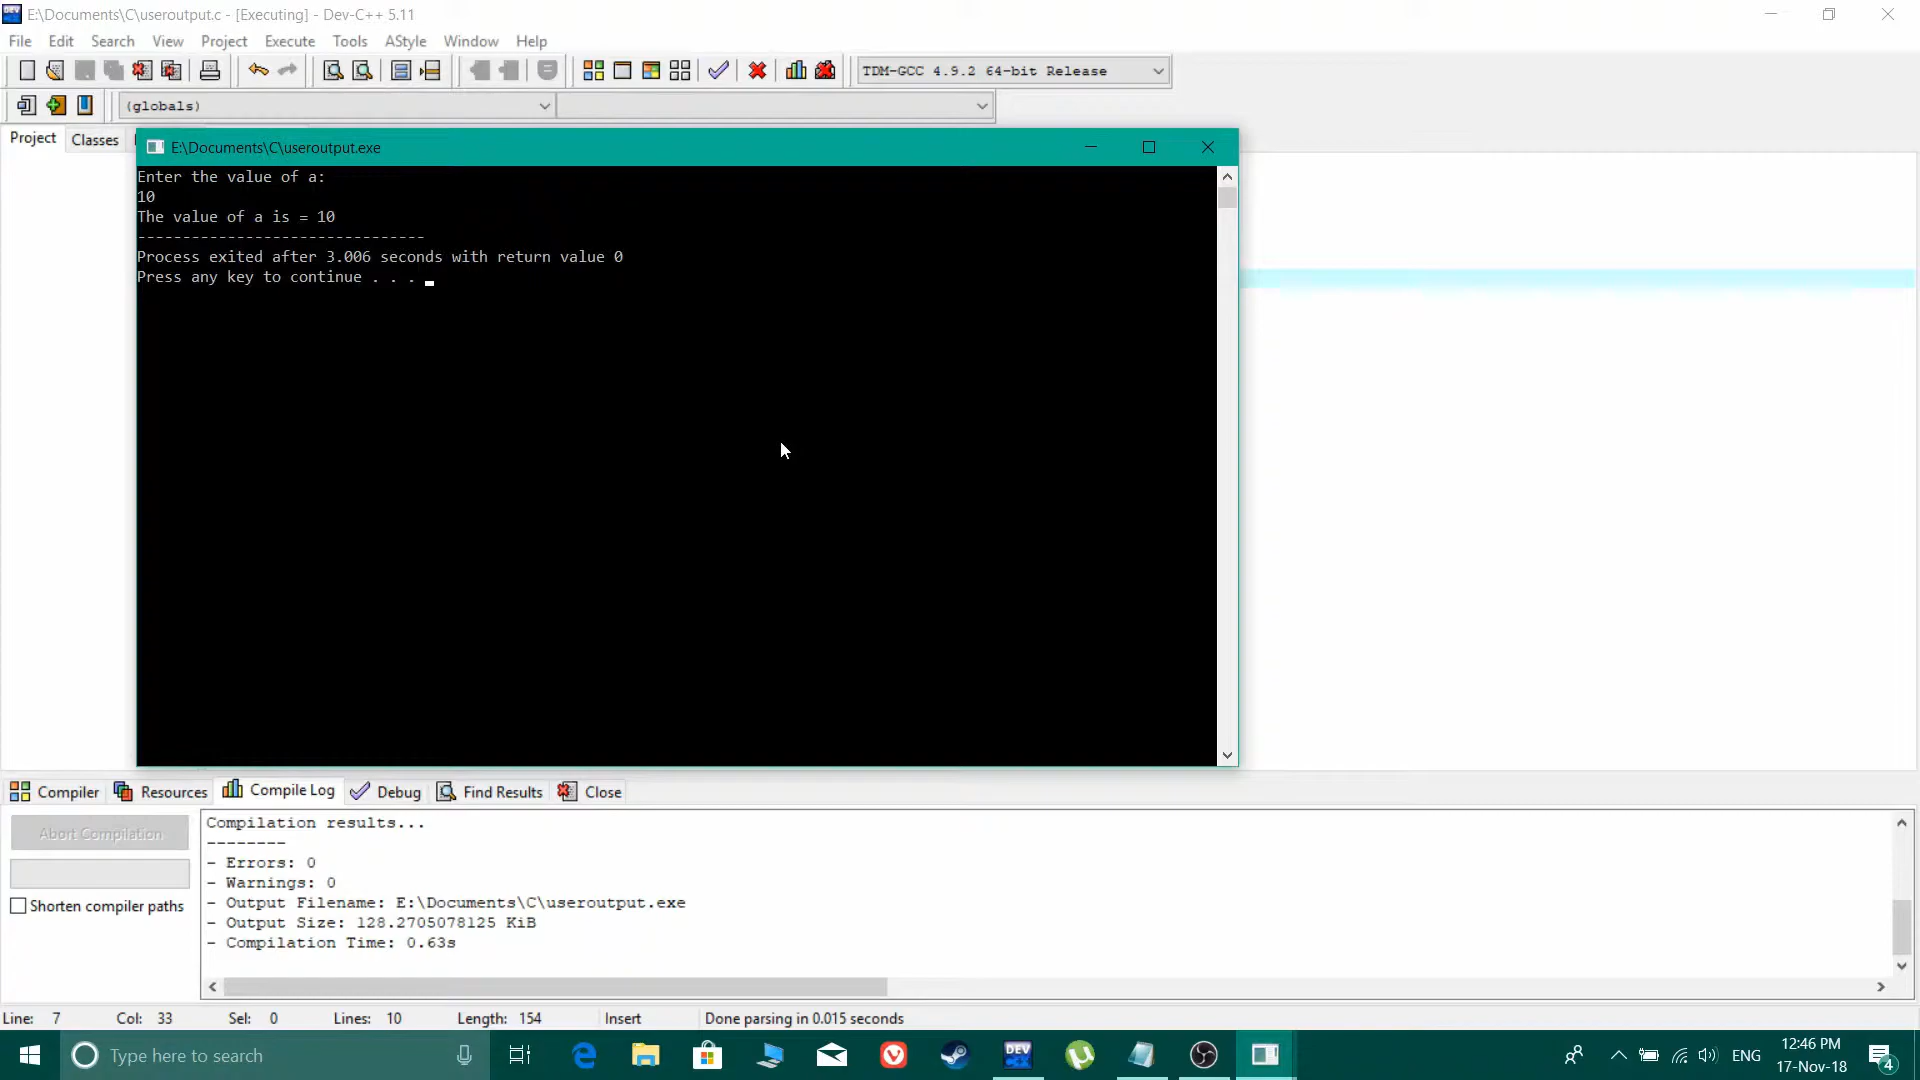 E:\Documents\C\useroutput.c - [Executing] - Dev-C++ 5.11
File Edit Search View Project Execute Tools AStyle Window Help
TDM-GCC 4.9.2 64-bit Release
(globals)
Project Classes
E:\Documents\C\useroutput.exe
Enter the value of a:
10
The value of a is = 10
--------------------------------
Process exited after 3.006 seconds with return value 0
Press any key to continue . . .
Compiler Resources Compile Log Debug Find Results Close
Abort Compilation
Shorten compiler paths
Compilation results...
--------
- Errors: 0
- Warnings: 0
- Output Filename: E:\Documents\C\useroutput.exe
- Output Size: 128.2705078125 KiB
- Compilation Time: 0.63s
Line: 7 Col: 33 Sel: 0 Lines: 10 Length: 154 Insert Done parsing in 0.015 seconds
Type here to search
DEV
ENG
12:46 PM
17-Nov-18
4